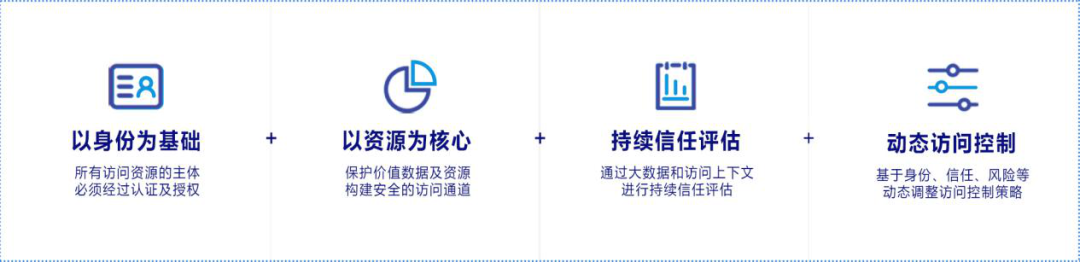 以身份为基础
所有访问资源的主体
必须经过认证及授权
+
以资源为核心
保护价值数据及资源
构建安全的访问通道
+
持续信任评估
通过大数据和访问上下文
进行持续信任评估
+
动态访问控制
基于身份、信任、风险等
动态调整访问控制策略